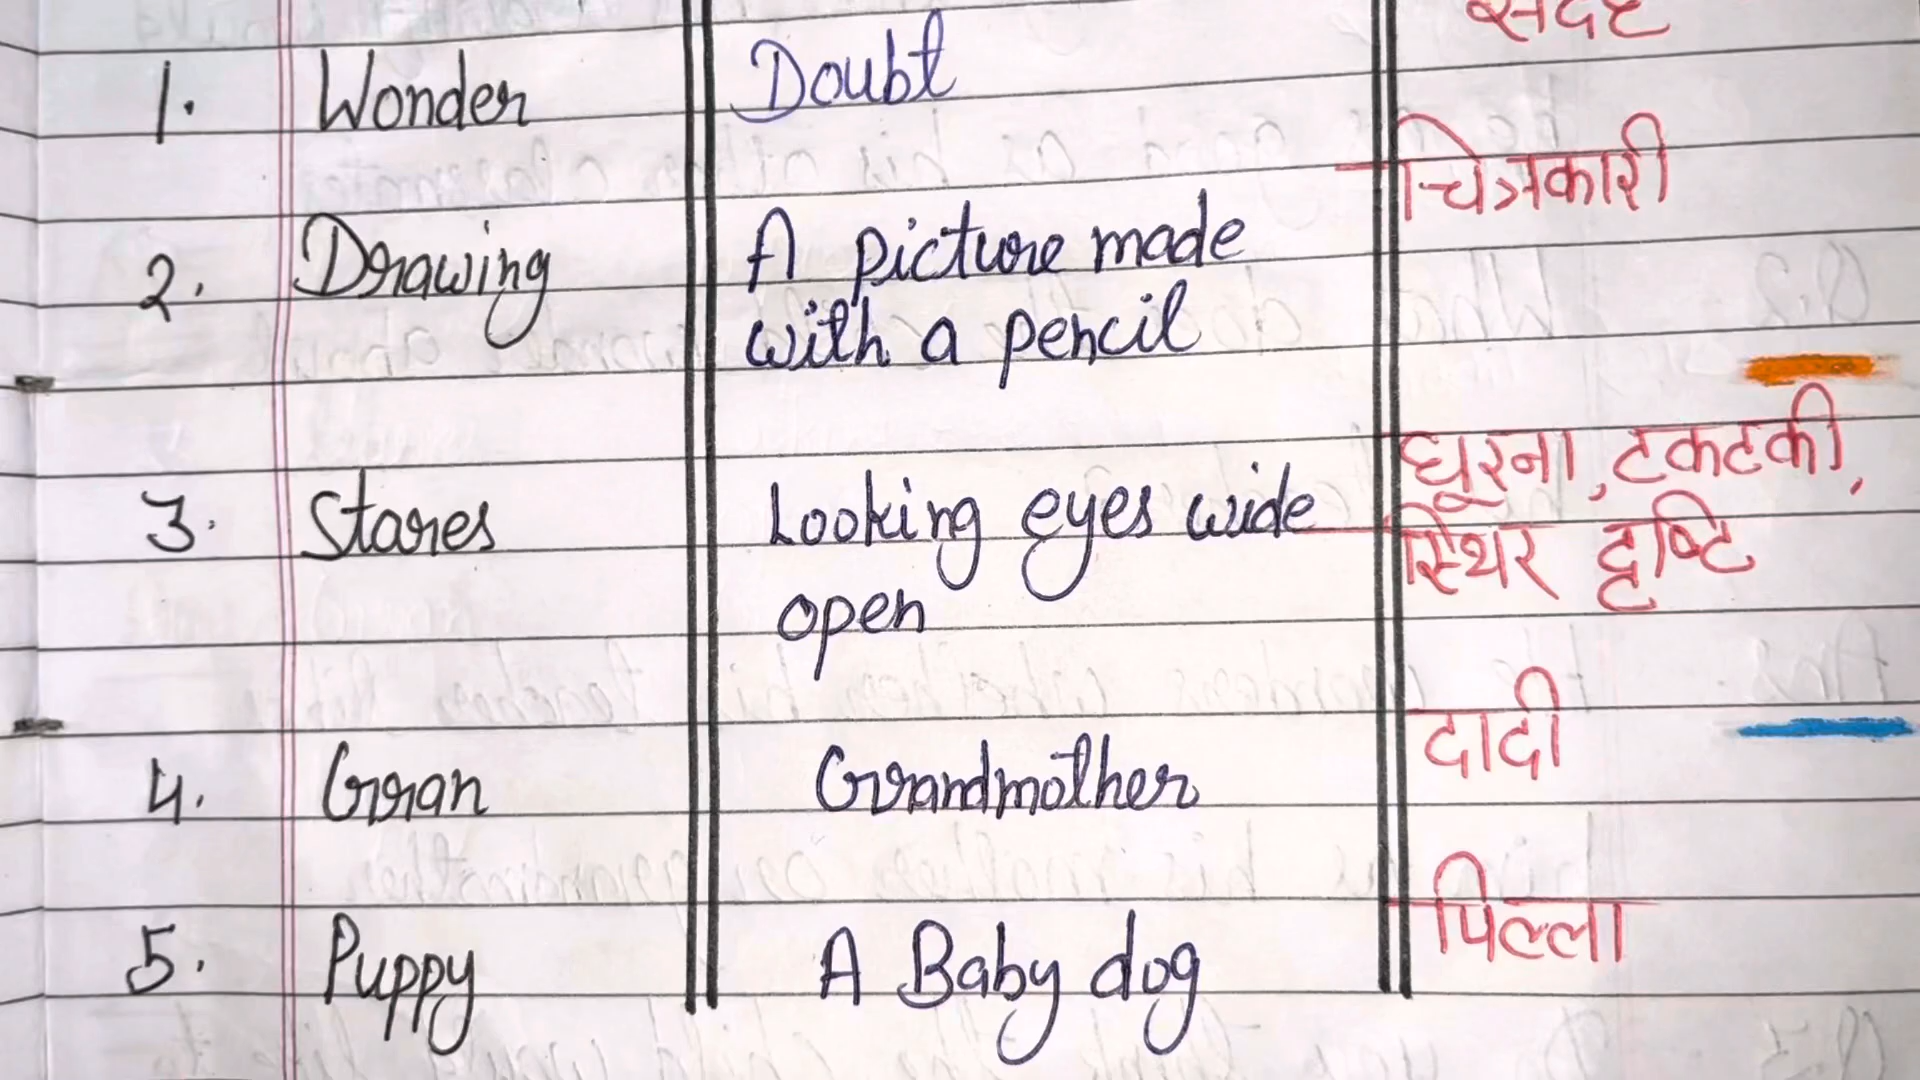 संदेह
1. Wonder Doubt
चित्रकारी
2. Drawing A picture made
with a pencil
घूरना, टकटकी,
3. Stares Looking eyes wide
स्थिर दृष्टि
open
दादी
4. Gran Grandmother
पिल्ला
5. Puppy A Baby dog